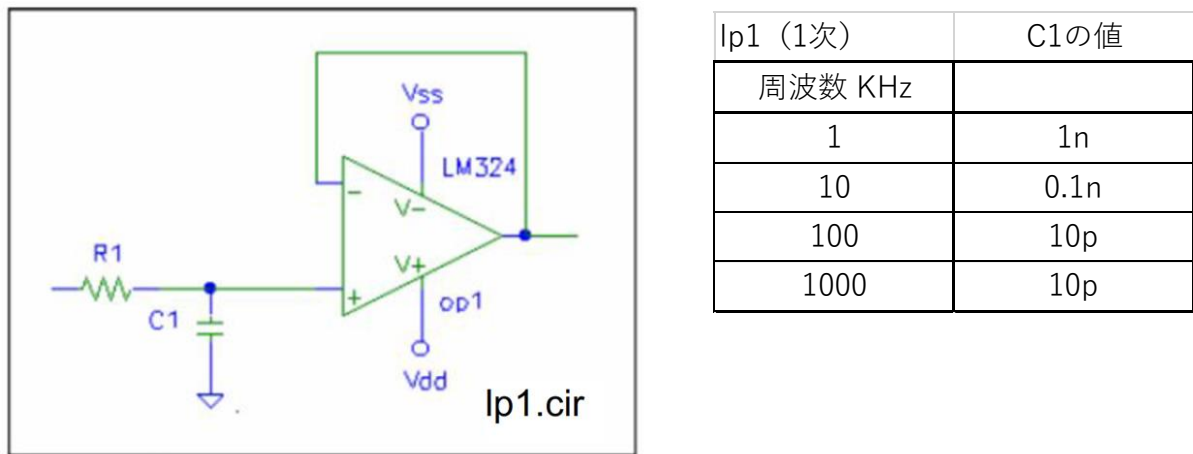 Vss
LM324
−
V-
R1
V+
+
op1
C1
Vdd
lp1.cir
lp1（1次） C1の値
周波数 KHz
1 1n
10 0.1n
100 10p
1000 10p